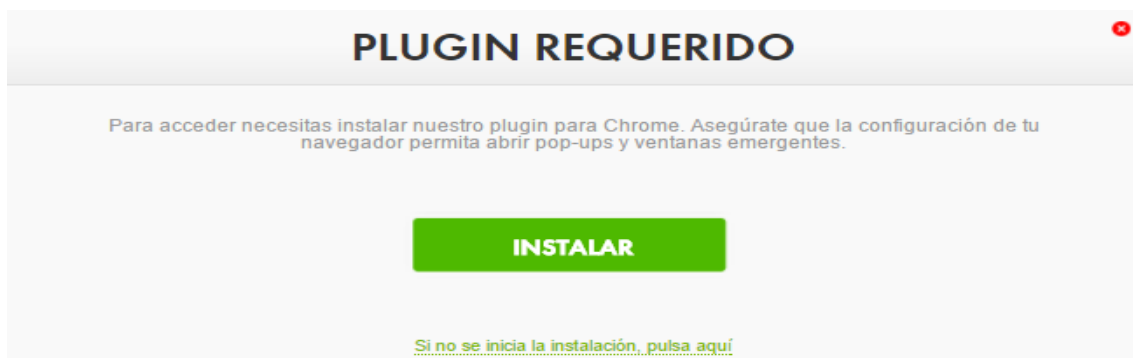 PLUGIN REQUERIDO
Para acceder necesitas instalar nuestro plugin para Chrome. Asegúrate que la configuración de tu
navegador permita abrir pop-ups y ventanas emergentes.
INSTALAR
Si no se inicia la instalación, pulsa aquí